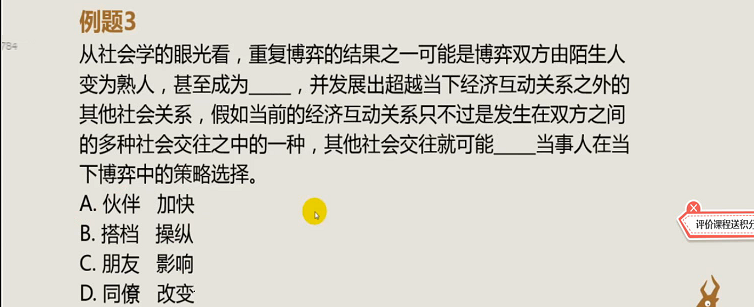 例题3
784
从社会学的眼光看，重复博弈的结果之一可能是博弈双方由陌生人
变为熟人，甚至成为_____，并发展出超越当下经济互动关系之外的
其他社会关系，假如当前的经济互动关系只不过是发生在双方之间
的多种社会交往之中的一种，其他社会交往就可能_____当事人在当
下博弈中的策略选择。
A. 伙伴 加快
B. 搭档 操纵
C. 朋友 影响
评价课程送积分
D. 同僚 改变